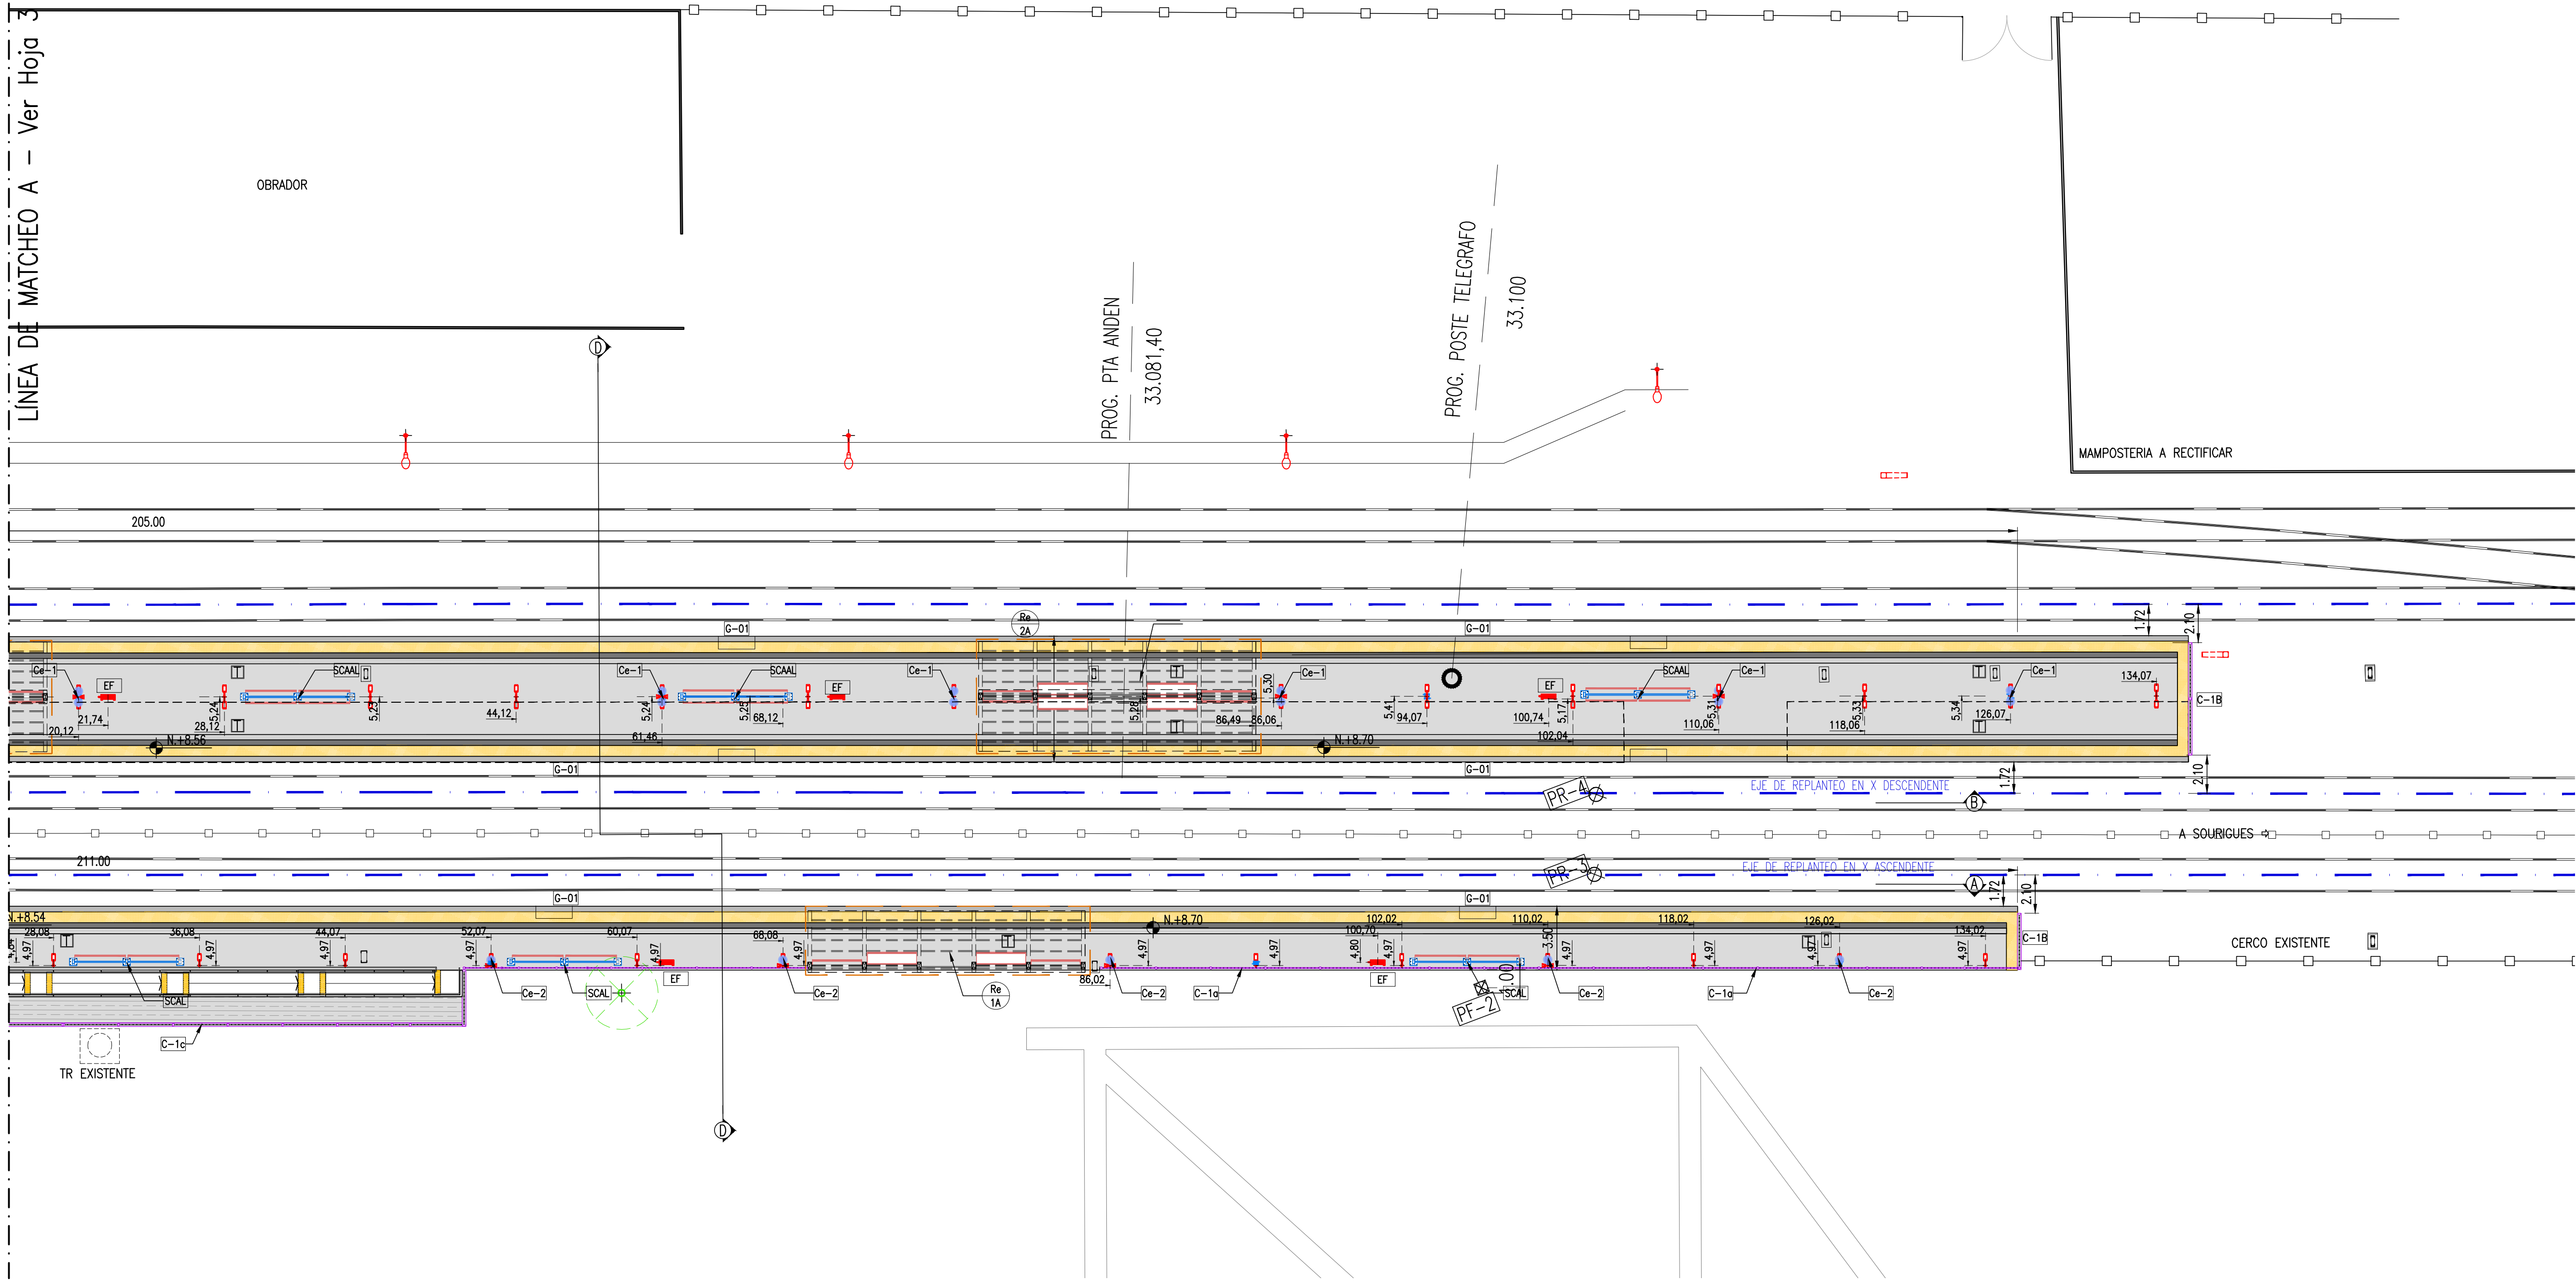 LÍNEA DE MATCHEO A - Ver Hoja 3
OBRADOR
D
PROG. PTA ANDEN
33.081,40
PROG. POSTE TELEGRAFO
33.100
MAMPOSTERIA A RECTIFICAR
205.00
1.72
2.10
G-01
Re
2A
G-01
Ce-1
EF
SCAAL
Ce-1
SCAAL
EF
Ce-1
Ce-1
EF
SCAAL
Ce-1
Ce-1
134,07
C-1B
20,12
21,74
28,12
5,24
5,23
44,12
5,24
61,46
5,25
68,12
5,28
5,30
86,49
86,06
5,41
94,07
100,74
5,17
102,04
110,06
5,31
118,06
5,33
5,34
126,07
N.+8.56
N.+8.70
G-01
G-01
1.72
2.10
PR-4
EJE DE REPLANTEO EN X DESCENDENTE
B
A SOURIGUES
211.00
PR-3
EJE DE REPLANTEO EN X ASCENDENTE
A
1.72
2.10
G-01
G-01
N.+8.54
N.+8.70
28,08
36,08
44,07
52,07
60,07
68,08
102,02
100,70
110,02
118,02
126,02
134,02
4,84
4,97
4,97
4,97
4,97
4,97
4,97
4,97
4,97
4,80
4,97
3.50
4,97
4,97
4,97
4,97
C-1B
CERCO EXISTENTE
SCAL
Ce-2
SCAL
EF
Ce-2
Re
1A
86,02
Ce-2
C-1a
EF
PF-2
1.00
SCAL
Ce-2
C-1a
Ce-2
C-1c
TR EXISTENTE
D